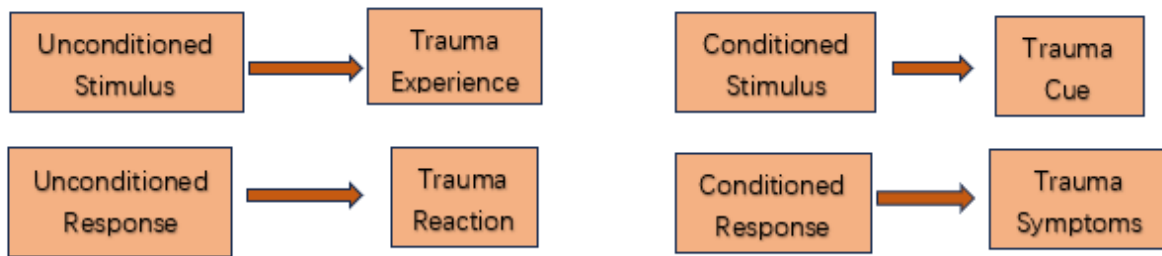 Unconditioned
Stimulus
Trauma
Experience
Conditioned
Stimulus
Trauma
Cue
Unconditioned
Response
Trauma
Reaction
Conditioned
Response
Trauma
Symptoms